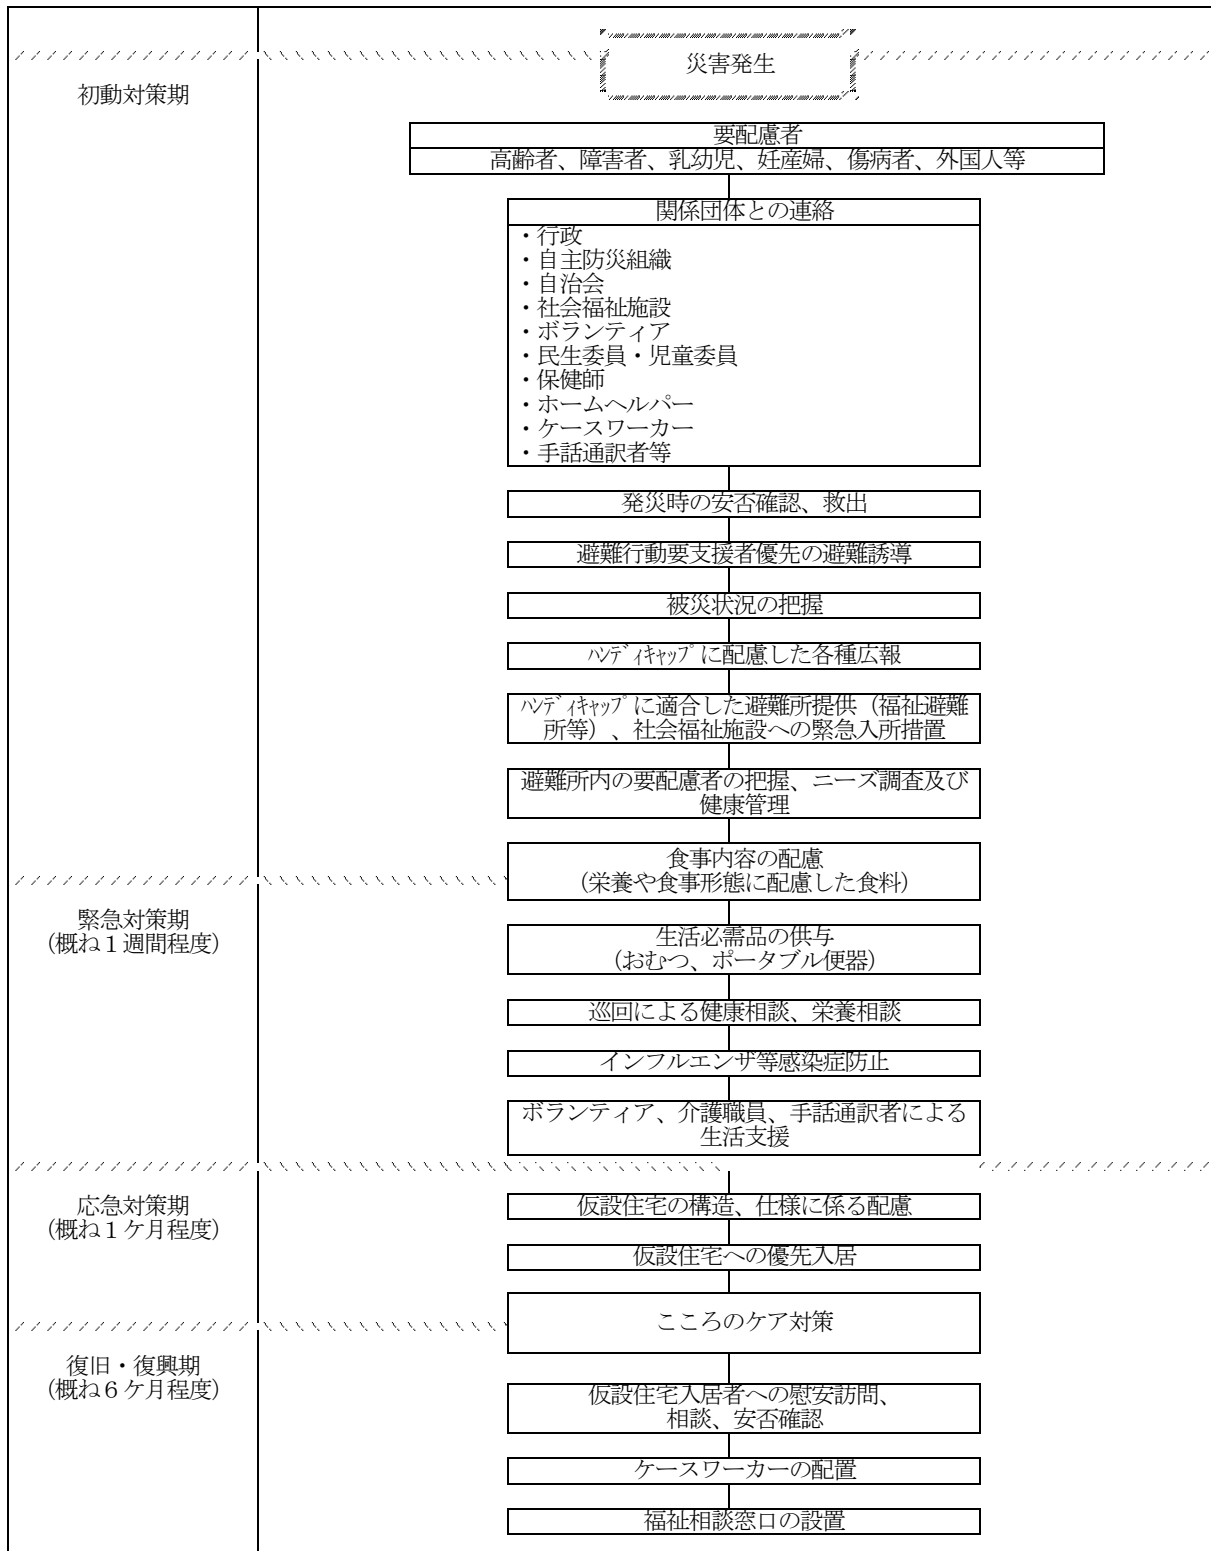 災害発生
初動対策期
要配慮者
高齢者、障害者、乳幼児、妊産婦、傷病者、外国人等
関係団体との連絡
・行政
・自主防災組織
・自治会
・社会福祉施設
・ボランティア
・民生委員・児童委員
・保健師
・ホームヘルパー
・ケースワーカー
・手話通訳者等
発災時の安否確認、救出
避難行動要支援者優先の避難誘導
被災状況の把握
ﾊﾝﾃﾞｨｷｬｯﾌﾟに配慮した各種広報
ﾊﾝﾃﾞｨｷｬｯﾌﾟに適合した避難所提供（福祉避難
所等）、社会福祉施設への緊急入所措置
避難所内の要配慮者の把握、ニーズ調査及び
健康管理
食事内容の配慮
（栄養や食事形態に配慮した食料）
緊急対策期
（概ね１週間程度）
生活必需品の供与
（おむつ、ポータブル便器）
巡回による健康相談、栄養相談
インフルエンザ等感染症防止
ボランティア、介護職員、手話通訳者による
生活支援
応急対策期
（概ね１ケ月程度）
仮設住宅の構造、仕様に係る配慮
仮設住宅への優先入居
こころのケア対策
復旧・復興期
（概ね６ケ月程度）
仮設住宅入居者への慰安訪問、
相談、安否確認
ケースワーカーの配置
福祉相談窓口の設置